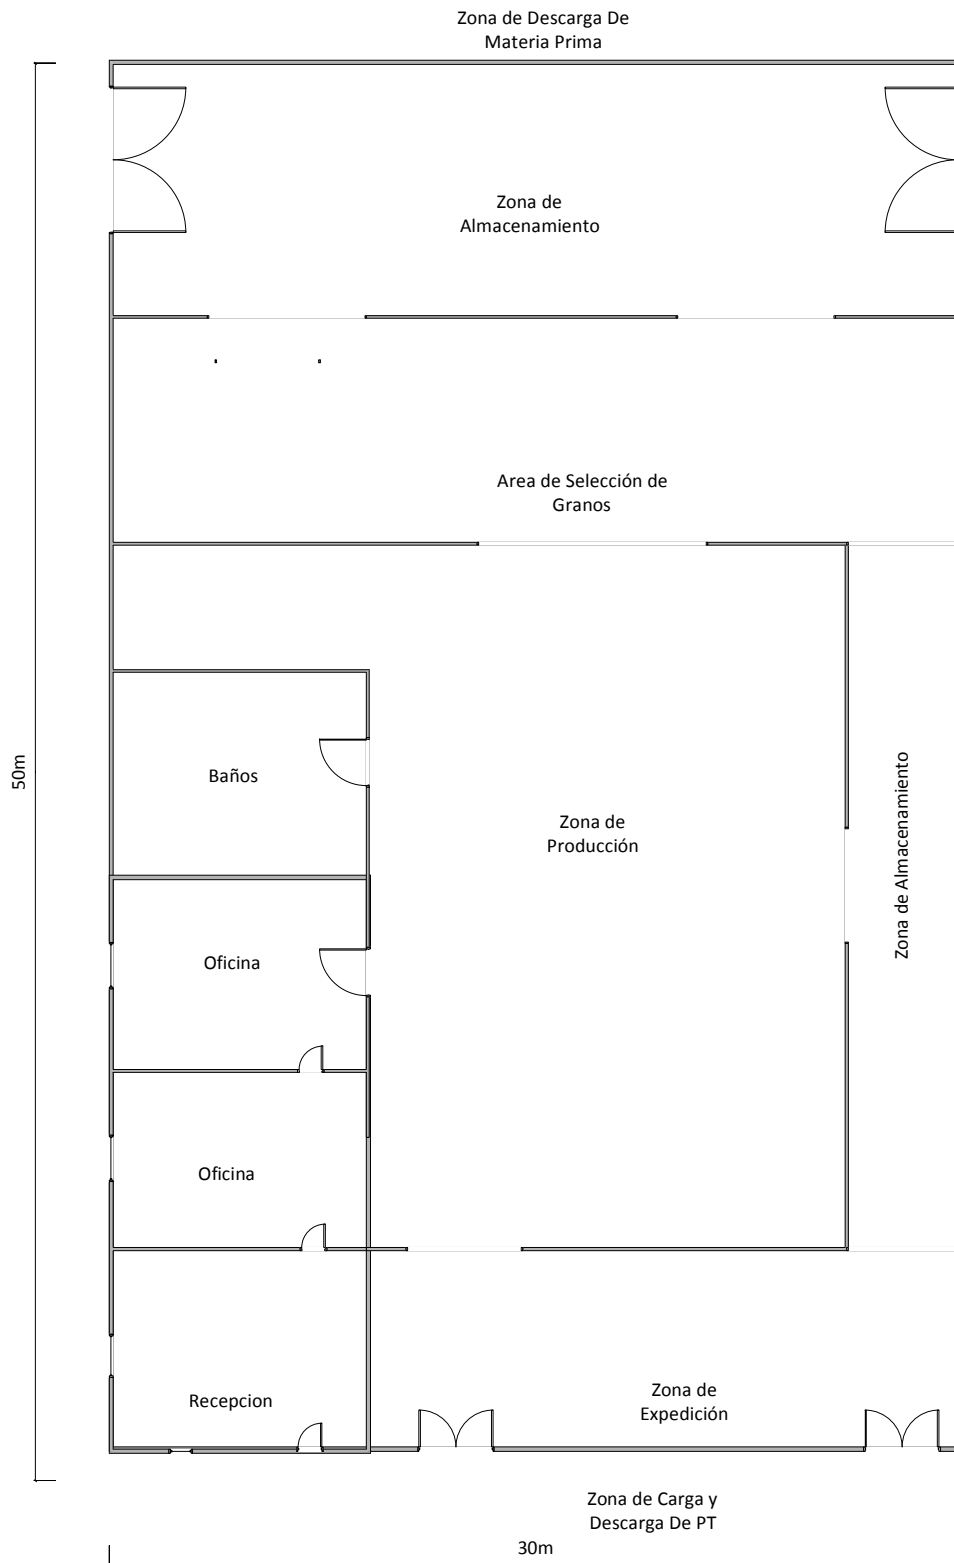 Zona de Descarga De
Materia Prima
Zona de
Almacenamiento
Area de Selección de
Granos
50m
Baños
Zona de
Producción
Zona de Almacenamiento
Oficina
Oficina
Recepcion
Zona de
Expedición
Zona de Carga y
Descarga De PT
30m